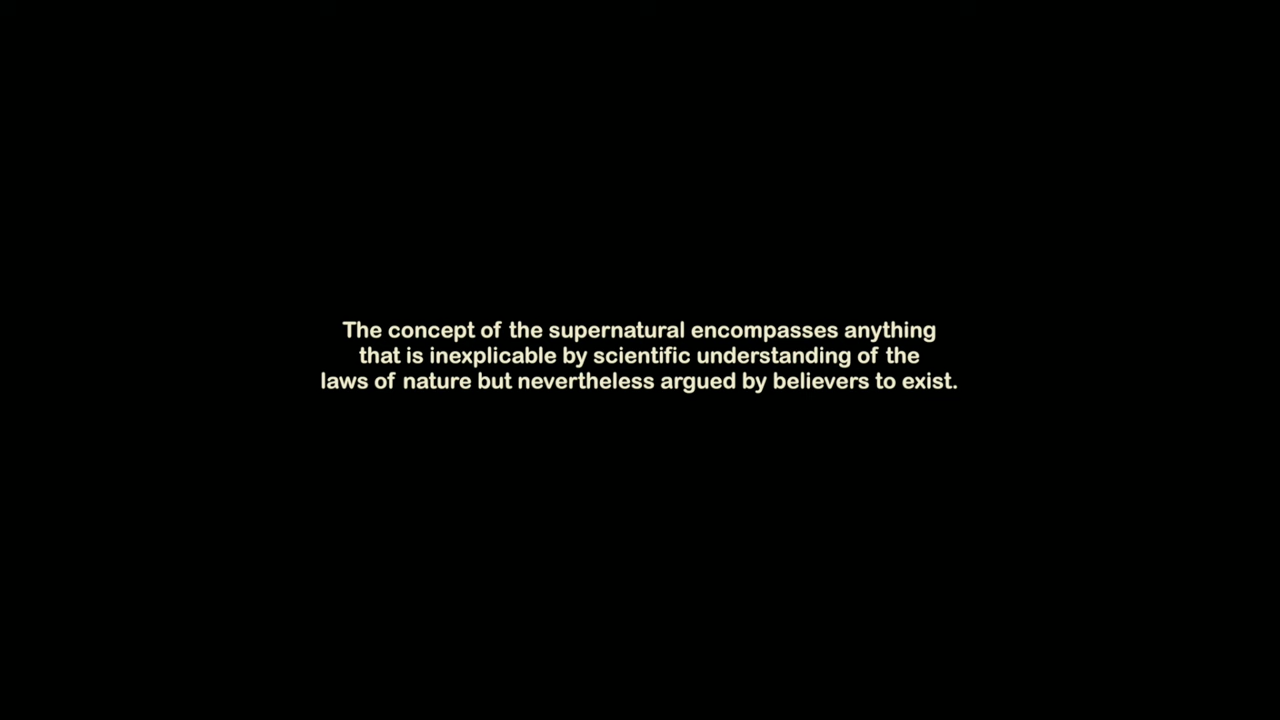 The concept of the supernatural encompasses anything
that is inexplicable by scientific understanding of the
laws of nature but nevertheless argued by believers to exist.